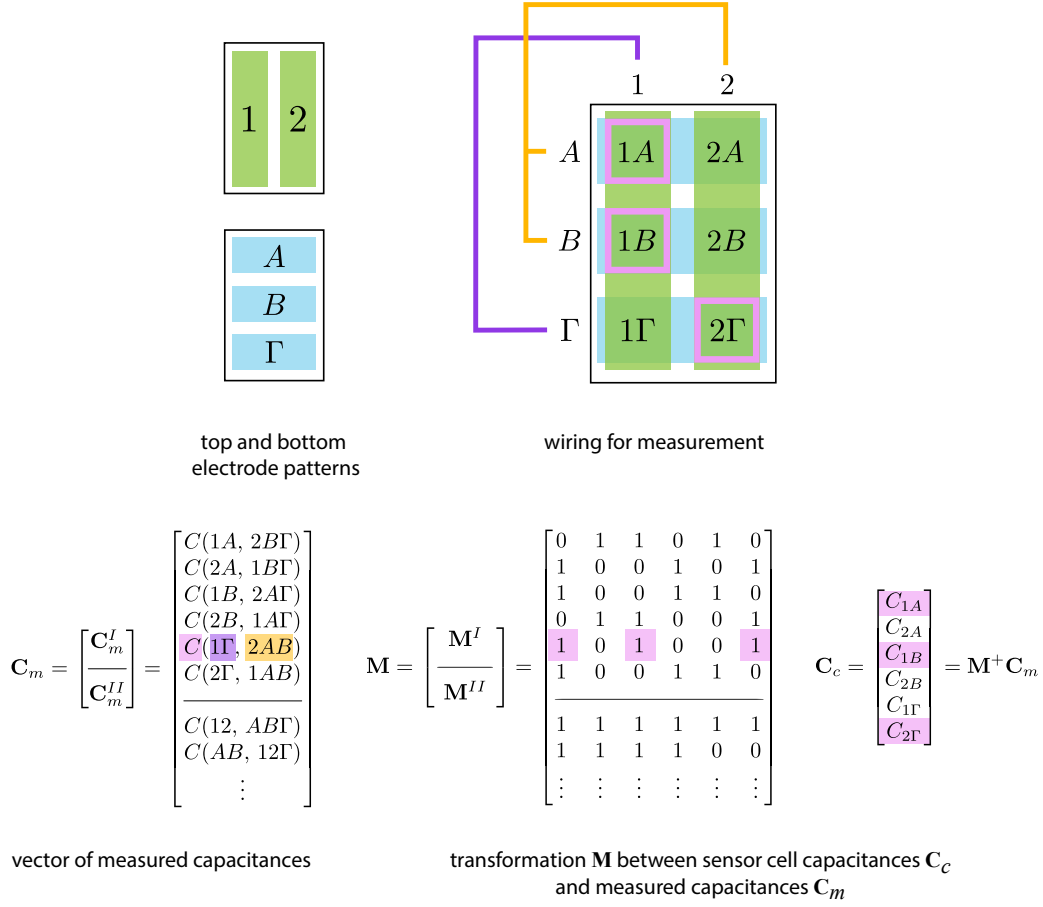 1 2
A
B
Γ
top and bottom
electrode patterns
1 2
A 1A 2A
B 1B 2B
Γ 1Γ 2Γ
wiring for measurement
C_m = [C_m^I / C_m^II] =
C(1A, 2BΓ)
C(2A, 1BΓ)
C(1B, 2AΓ)
C(2B, 1AΓ)
C(1Γ, 2AB)
C(2Γ, 1AB)
C(12, ABΓ)
C(AB, 12Γ)
⋮
vector of measured capacitances
M = [M^I / M^II] =
0 1 1 0 1 0
1 0 0 1 0 1
1 0 0 1 1 0
0 1 1 0 0 1
1 0 1 0 0 1
1 0 0 1 1 0
1 1 1 1 1 1
1 1 1 1 0 0
⋮ ⋮ ⋮ ⋮ ⋮ ⋮
C_c =
C_1A
C_2A
C_1B
C_2B
C_1Γ
C_2Γ
= M^+ C_m
transformation M between sensor cell capacitances C_c
and measured capacitances C_m